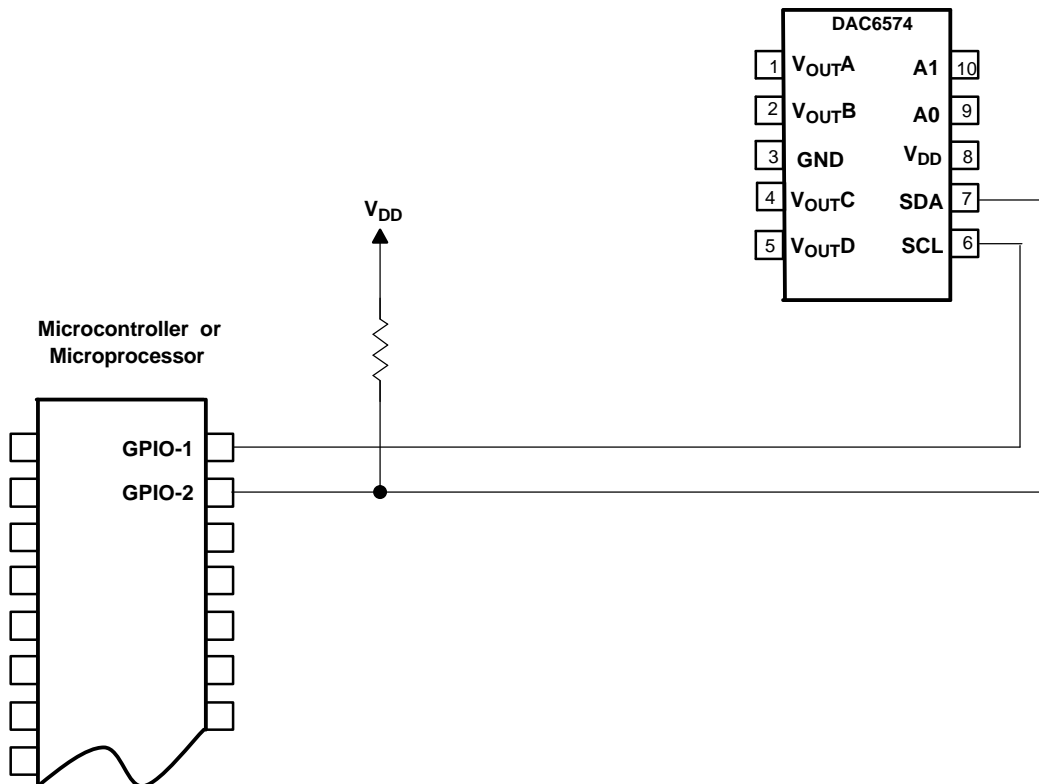 DAC6574
1 VOUTA A1 10
2 VOUTB A0 9
3 GND VDD 8
4 VOUTC SDA 7
5 VOUTD SCL 6
VDD
Microcontroller or
Microprocessor
GPIO-1
GPIO-2